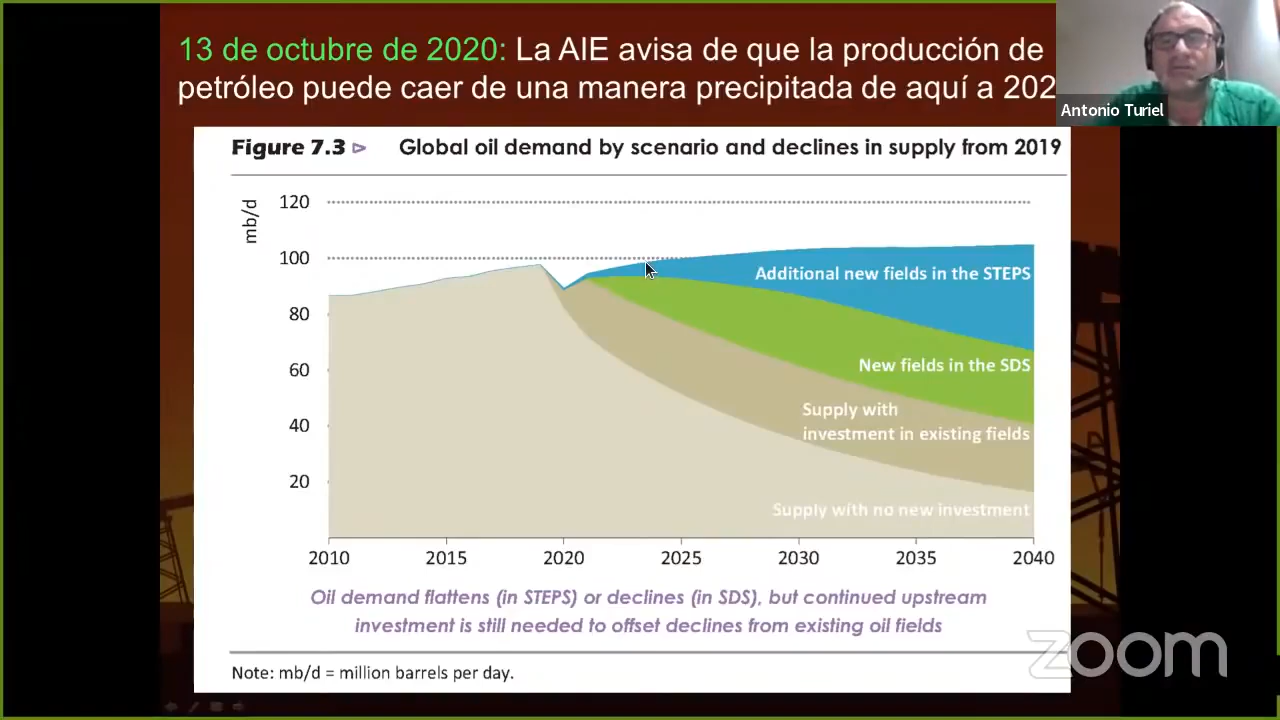 13 de octubre de 2020: La AIE avisa de que la producción de
petróleo puede caer de una manera precipitada de aquí a 202
Antonio Turiel
Figure 7.3 ▷ Global oil demand by scenario and declines in supply from 2019
mb/d
120
100
80
60
40
20
Additional new fields in the STEPS
New fields in the SDS
Supply with
investment in existing fields
Supply with no new investment
2010 2015 2020 2025 2030 2035 2040
Oil demand flattens (in STEPS) or declines (in SDS), but continued upstream
investment is still needed to offset declines from existing oil fields
Note: mb/d = million barrels per day.
zoom